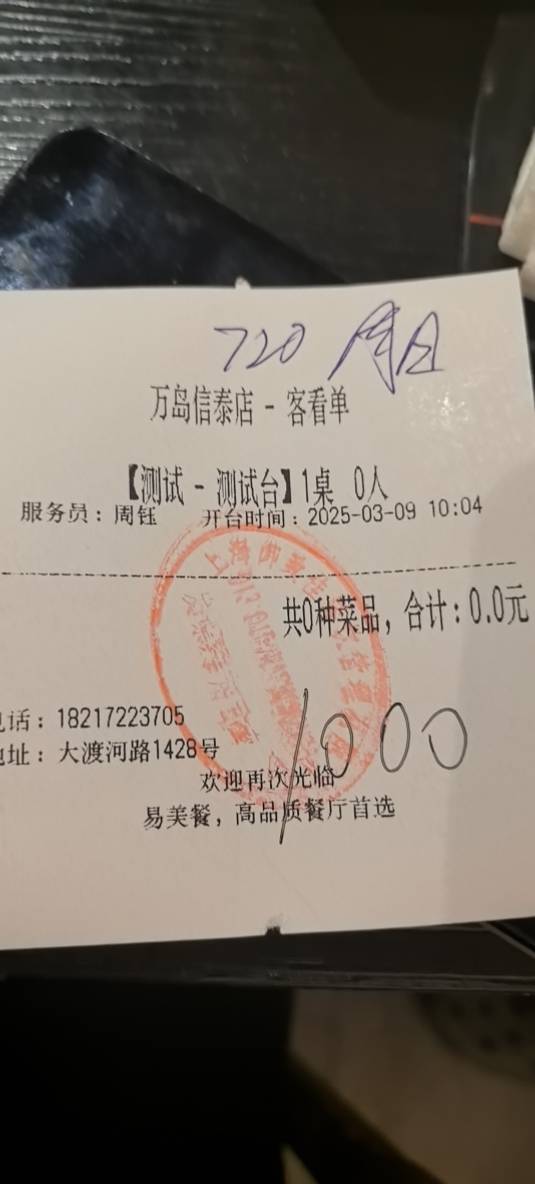 720
万岛信泰店 - 客看单
【测试 - 测试台】1桌 0人
服务员：周钰 开台时间：2025-03-09 10:04
共0种菜品，合计：0.0元
1000
话：18217223705
址：大渡河路1428号
欢迎再次光临
易美餐，高品质餐厅首选